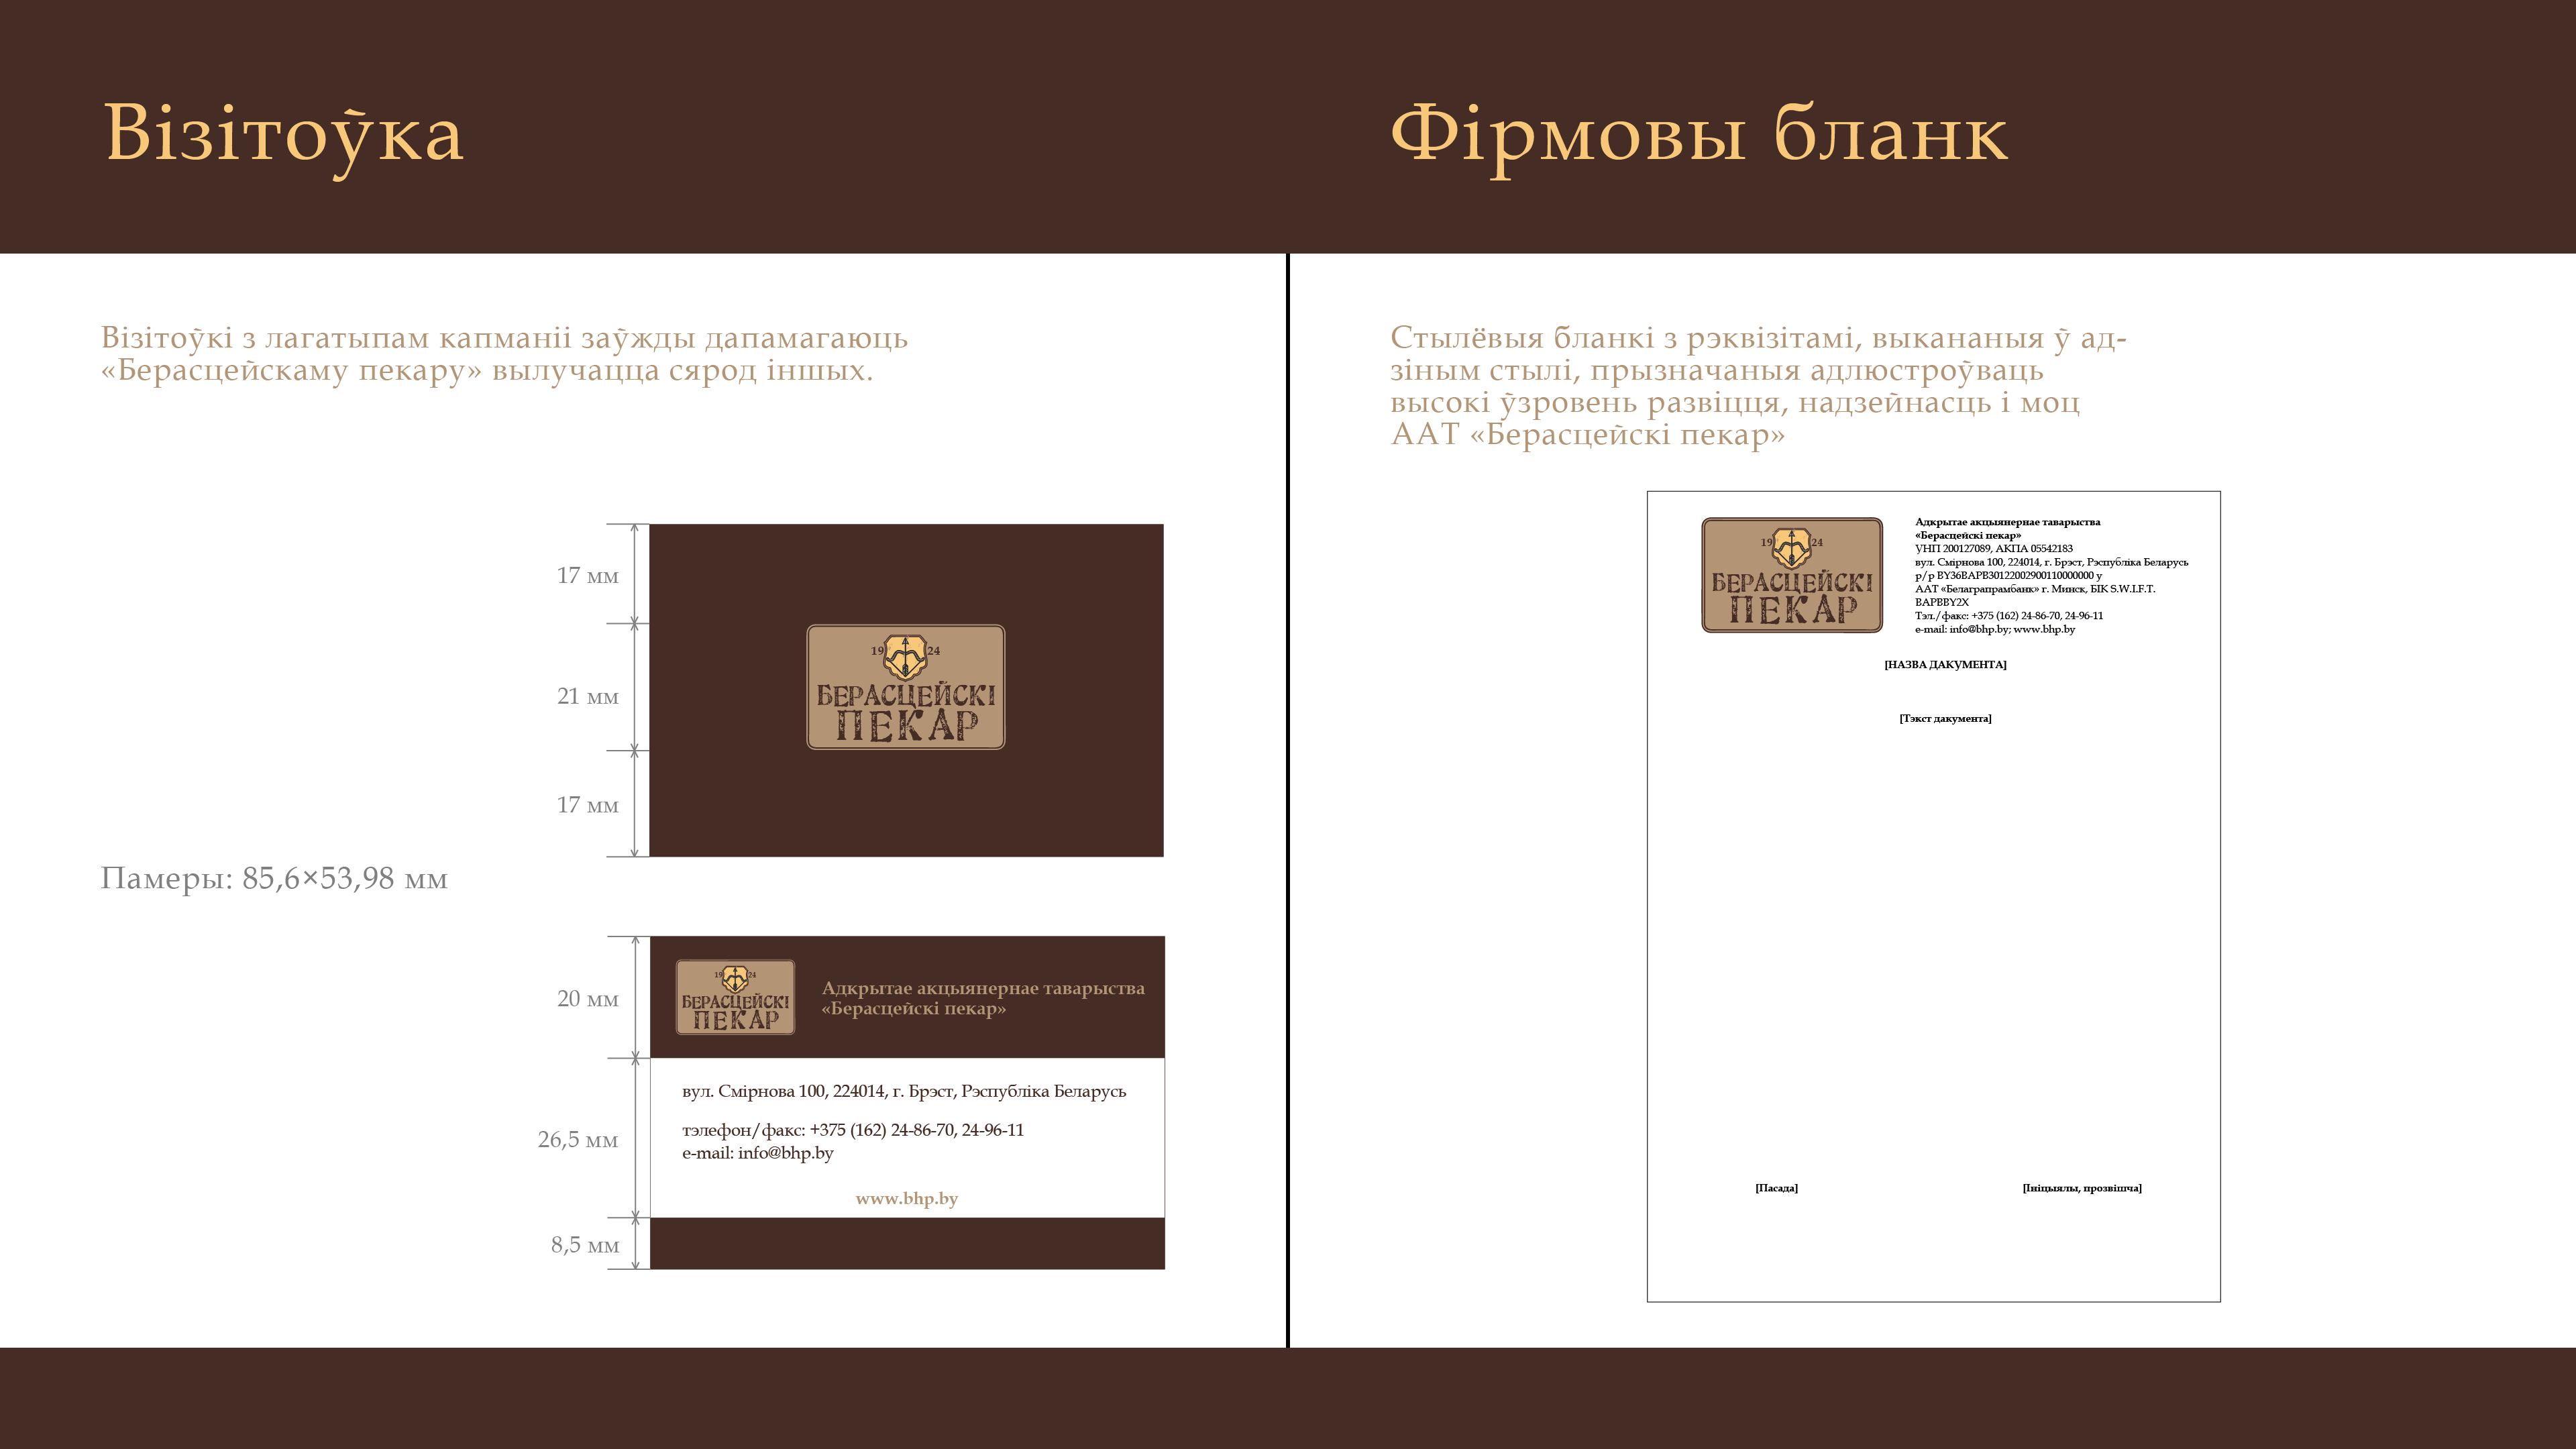 Візітоўка
Візітоўкі з лагатыпам капманіі заўжды дапамагаюць
«Берасцейскаму пекару» вылучацца сярод іншых.
17 мм
21 мм
17 мм
19 24
БЕРАСЦЕЙСКІ
ПЕКАР
Памеры: 85,6×53,98 мм
20 мм
26,5 мм
8,5 мм
19 24
БЕРАСЦЕЙСКІ
ПЕКАР
Адкрытае акцыянернае таварыства
«Берасцейскі пекар»
вул. Смірнова 100, 224014, г. Брэст, Рэспубліка Беларусь
тэлефон/факс: +375 (162) 24-86-70, 24-96-11
e-mail: info@bhp.by
www.bhp.by
Фірмовы бланк
Стылёвыя бланкі з рэквізітамі, выкананыя ў ад-
зіным стылі, прызначаныя адлюстроўваць
высокі ўзровень развіцця, надзейнасць і моц
ААТ «Берасцейскі пекар»
19 24
БЕРАСЦЕЙСКІ
ПЕКАР
Адкрытае акцыянернае таварыства
«Берасцейскі пекар»
УНП 200127089, АКПА 05542183
вул. Смірнова 100, 224014, г. Брэст, Рэспубліка Беларусь
р/р BY36BAPB30122002900110000000 у
ААТ «Белаграпрамбанк» г. Минск, БІК S.W.I.F.T.
BAPBBY2X
Тэл./факс: +375 (162) 24-86-70, 24-96-11
e-mail: info@bhp.by; www.bhp.by
[НАЗВА ДАКУМЕНТА]
[Тэкст дакумента]
[Пасада]
[Ініцыялы, прозвішча]